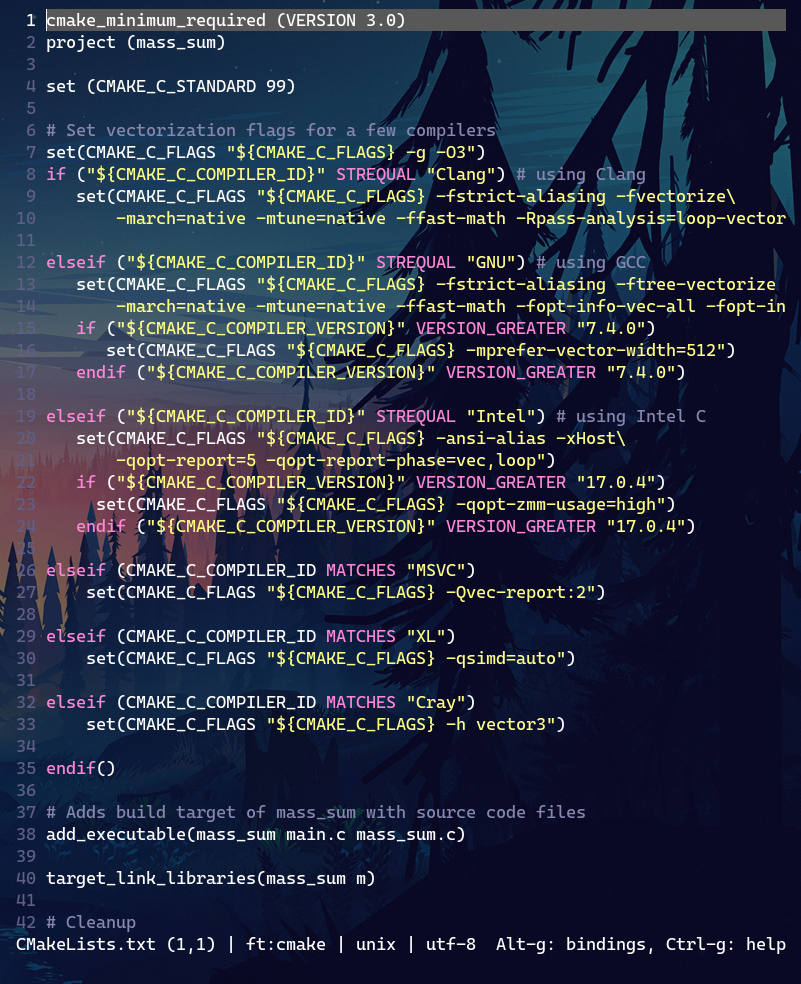 1 cmake_minimum_required (VERSION 3.0)
2 project (mass_sum)
3
4 set (CMAKE_C_STANDARD 99)
5
6 # Set vectorization flags for a few compilers
7 set(CMAKE_C_FLAGS "${CMAKE_C_FLAGS} -g -O3")
8 if ("${CMAKE_C_COMPILER_ID}" STREQUAL "Clang") # using Clang
9    set(CMAKE_C_FLAGS "${CMAKE_C_FLAGS} -fstrict-aliasing -fvectorize\
10        -march=native -mtune=native -ffast-math -Rpass-analysis=loop-vector
11
12 elseif ("${CMAKE_C_COMPILER_ID}" STREQUAL "GNU") # using GCC
13    set(CMAKE_C_FLAGS "${CMAKE_C_FLAGS} -fstrict-aliasing -ftree-vectorize
14        -march=native -mtune=native -ffast-math -fopt-info-vec-all -fopt-in
15    if ("${CMAKE_C_COMPILER_VERSION}" VERSION_GREATER "7.4.0")
16       set(CMAKE_C_FLAGS "${CMAKE_C_FLAGS} -mprefer-vector-width=512")
17    endif ("${CMAKE_C_COMPILER_VERSION}" VERSION_GREATER "7.4.0")
18
19 elseif ("${CMAKE_C_COMPILER_ID}" STREQUAL "Intel") # using Intel C
20    set(CMAKE_C_FLAGS "${CMAKE_C_FLAGS} -ansi-alias -xHost\
21        -qopt-report=5 -qopt-report-phase=vec,loop")
22    if ("${CMAKE_C_COMPILER_VERSION}" VERSION_GREATER "17.0.4")
23      set(CMAKE_C_FLAGS "${CMAKE_C_FLAGS} -qopt-zmm-usage=high")
24    endif ("${CMAKE_C_COMPILER_VERSION}" VERSION_GREATER "17.0.4")
25
26 elseif (CMAKE_C_COMPILER_ID MATCHES "MSVC")
27     set(CMAKE_C_FLAGS "${CMAKE_C_FLAGS} -Qvec-report:2")
28
29 elseif (CMAKE_C_COMPILER_ID MATCHES "XL")
30     set(CMAKE_C_FLAGS "${CMAKE_C_FLAGS} -qsimd=auto")
31
32 elseif (CMAKE_C_COMPILER_ID MATCHES "Cray")
33     set(CMAKE_C_FLAGS "${CMAKE_C_FLAGS} -h vector3")
34
35 endif()
36
37 # Adds build target of mass_sum with source code files
38 add_executable(mass_sum main.c mass_sum.c)
39
40 target_link_libraries(mass_sum m)
41
42 # Cleanup
CMakeLists.txt (1,1) | ft:cmake | unix | utf-8  Alt-g: bindings, Ctrl-g: help